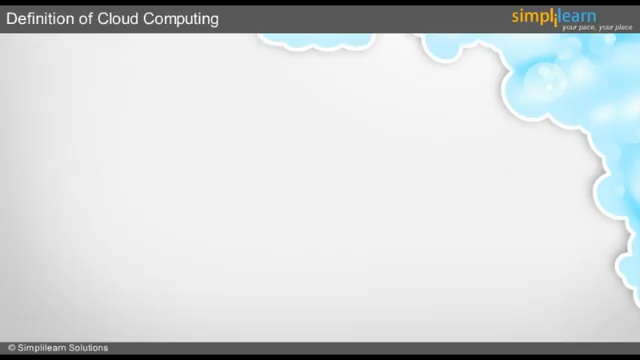 Definition of Cloud Computing
simplilearn
your pace, your place
© Simplilearn Solutions